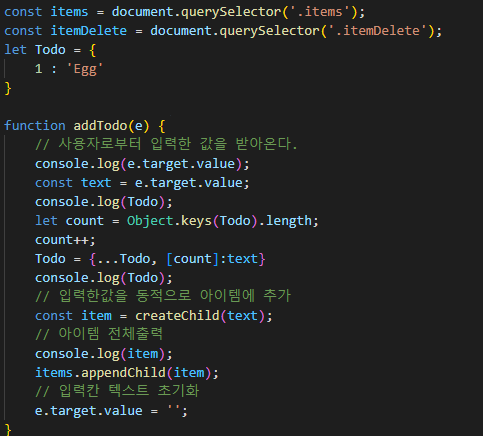 const items = document.querySelector('.items');
const itemDelete = document.querySelector('.itemDelete');
let Todo = {
    1 : 'Egg'
}

function addTodo(e) {
    // 사용자로부터 입력한 값을 받아온다.
    console.log(e.target.value);
    const text = e.target.value;
    console.log(Todo);
    let count = Object.keys(Todo).length;
    count++;
    Todo = {...Todo, [count]:text}
    console.log(Todo);
    // 입력한값을 동적으로 아이템에 추가
    const item = createChild(text);
    // 아이템 전체출력
    console.log(item);
    items.appendChild(item);
    // 입력칸 텍스트 초기화
    e.target.value = '';
}